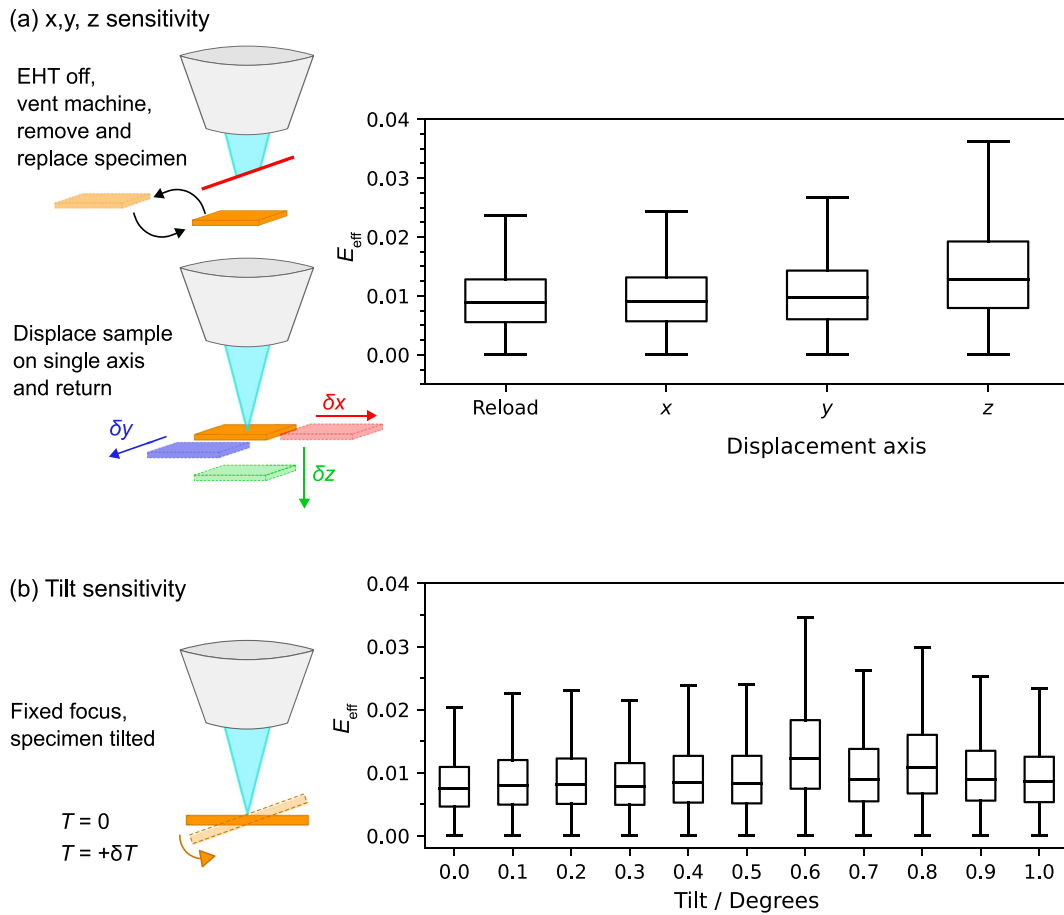 (a) x,y, z sensitivity
EHT off,
vent machine,
remove and
replace specimen
Displace sample
on single axis
and return
δx
δy
δz
E_eff
0.04
0.03
0.02
0.01
0.00
Reload
x
y
z
Displacement axis
(b) Tilt sensitivity
Fixed focus,
specimen tilted
T = 0
T = +δT
E_eff
0.04
0.03
0.02
0.01
0.00
0.0 0.1 0.2 0.3 0.4 0.5 0.6 0.7 0.8 0.9 1.0
Tilt / Degrees